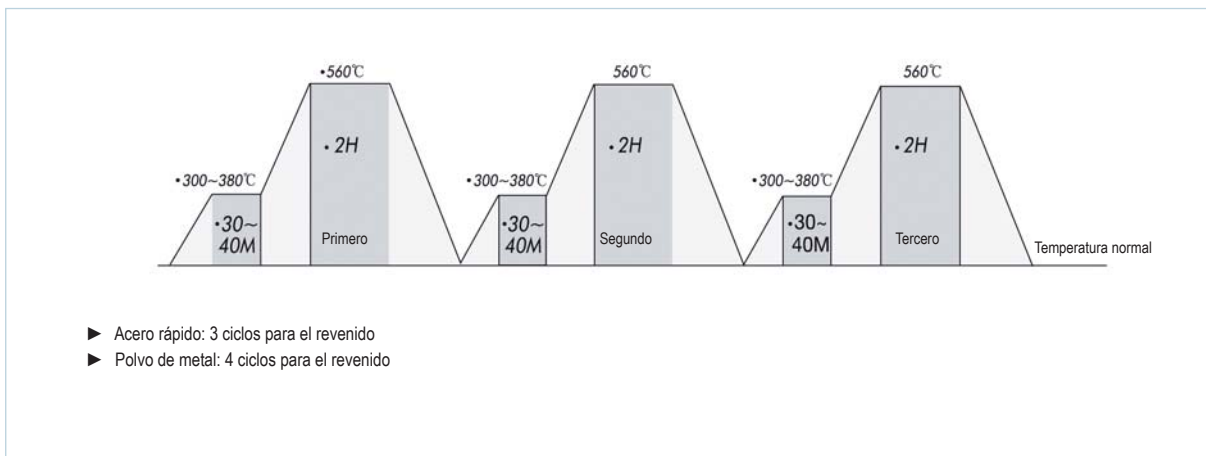 •560℃ 560℃ 560℃
• 2H • 2H • 2H
•300~380℃ •300~380℃ •300~380℃
•30~ Primero •30~ Segundo •30~ Tercero
40M 40M 40M
Temperatura normal
► Acero rápido: 3 ciclos para el revenido
► Polvo de metal: 4 ciclos para el revenido